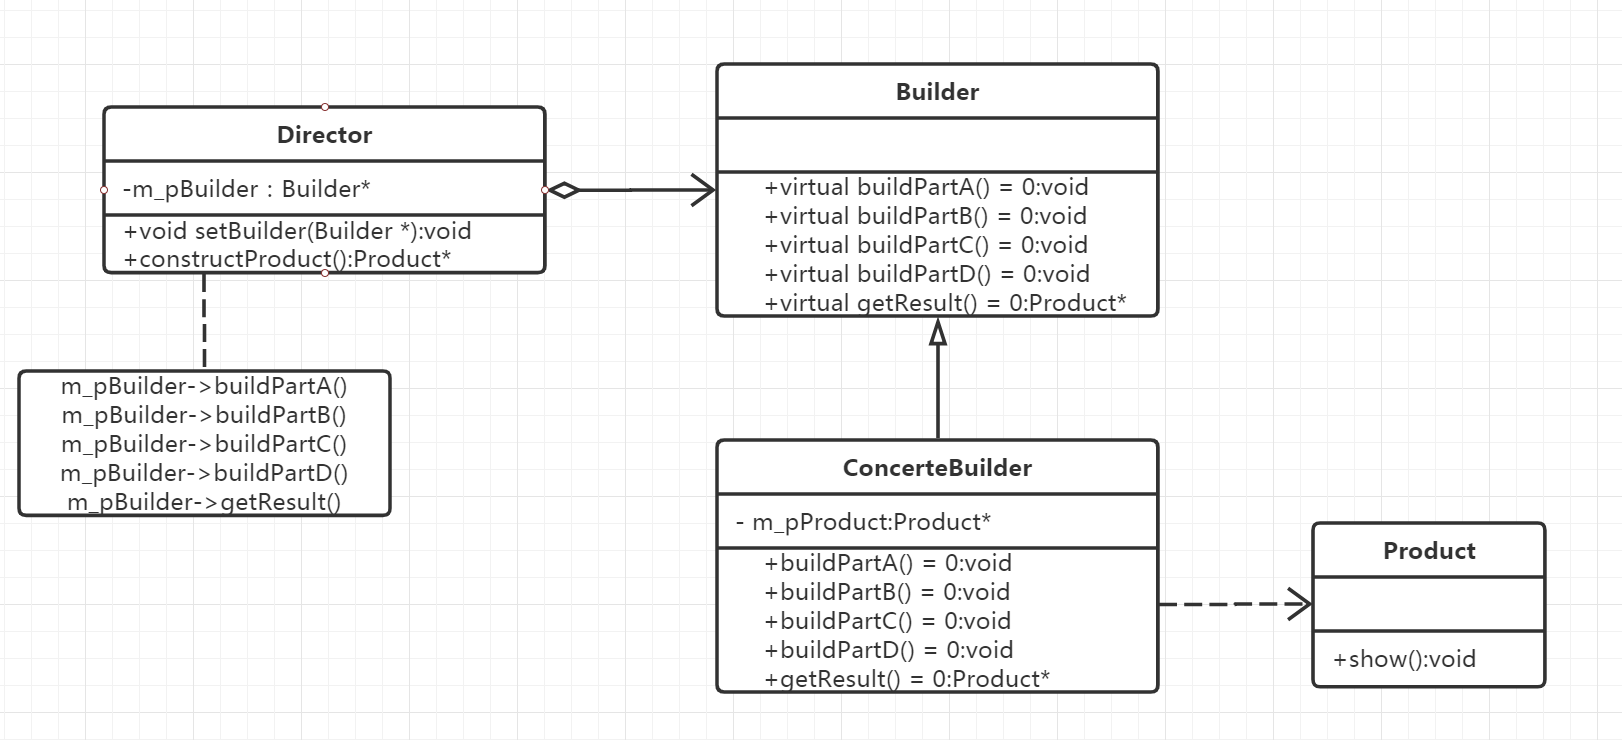 Director
-m_pBuilder : Builder*
+void setBuilder(Builder *):void
+constructProduct():Product*
m_pBuilder->buildPartA()
m_pBuilder->buildPartB()
m_pBuilder->buildPartC()
m_pBuilder->buildPartD()
m_pBuilder->getResult()
Builder
+virtual buildPartA() = 0:void
+virtual buildPartB() = 0:void
+virtual buildPartC() = 0:void
+virtual buildPartD() = 0:void
+virtual getResult() = 0:Product*
ConcerteBuilder
- m_pProduct:Product*
+buildPartA() = 0:void
+buildPartB() = 0:void
+buildPartC() = 0:void
+buildPartD() = 0:void
+getResult() = 0:Product*
Product
+show():void